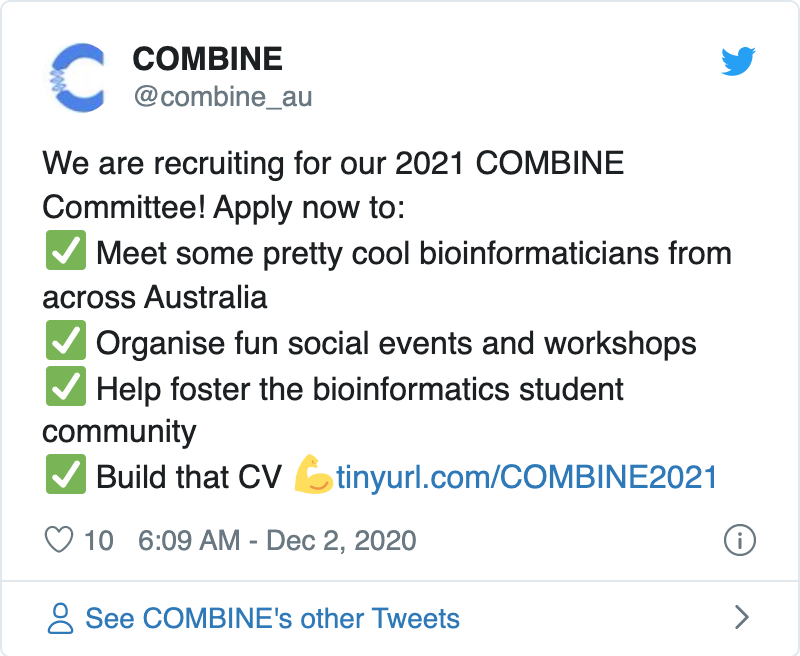 COMBINE
@combine_au
We are recruiting for our 2021 COMBINE
Committee! Apply now to:
✅ Meet some pretty cool bioinformaticians from
across Australia
✅ Organise fun social events and workshops
✅ Help foster the bioinformatics student
community
✅ Build that CV 💪tinyurl.com/COMBINE2021
10 6:09 AM - Dec 2, 2020
See COMBINE's other Tweets